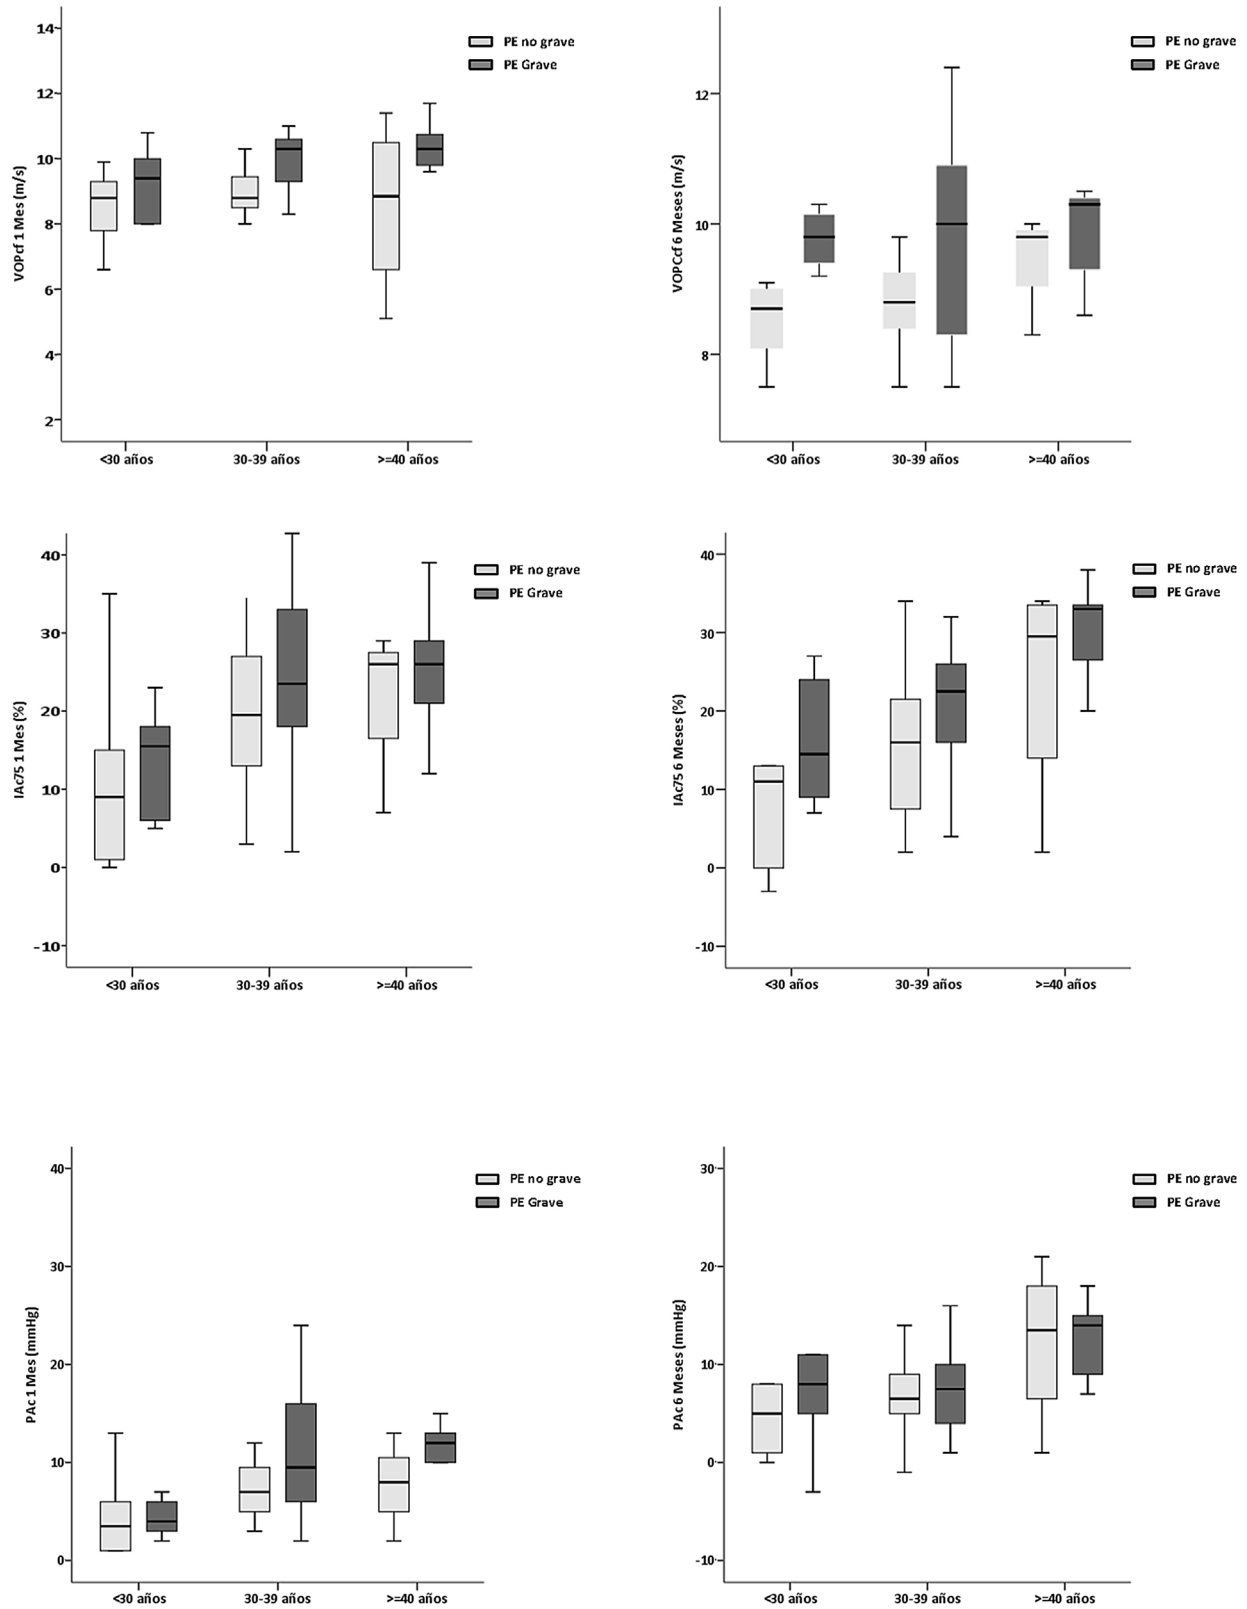 VOPcf 1 Mes (m/s)
14
12
10
8
6
4
2
<30 años
30-39 años
>=40 años
PE no grave
PE Grave
VOPCcf 6 Meses (m/s)
12
10
8
<30 años
30-39 años
>=40 años
PE no grave
PE Grave
IAc75 1 Mes (%)
40
30
20
10
0
-10
<30 años
30-39 años
>=40 años
PE no grave
PE Grave
IAc75 6 Meses (%)
40
30
20
10
0
-10
<30 años
30-39 años
>=40 años
PE no grave
PE Grave
PAc 1 Mes (mmHg)
40
30
20
10
0
<30 años
30-39 años
>=40 años
PE no grave
PE Grave
PAc 6 Meses (mmHg)
30
20
10
0
-10
<30 años
30-39 años
>=40 años
PE no grave
PE Grave